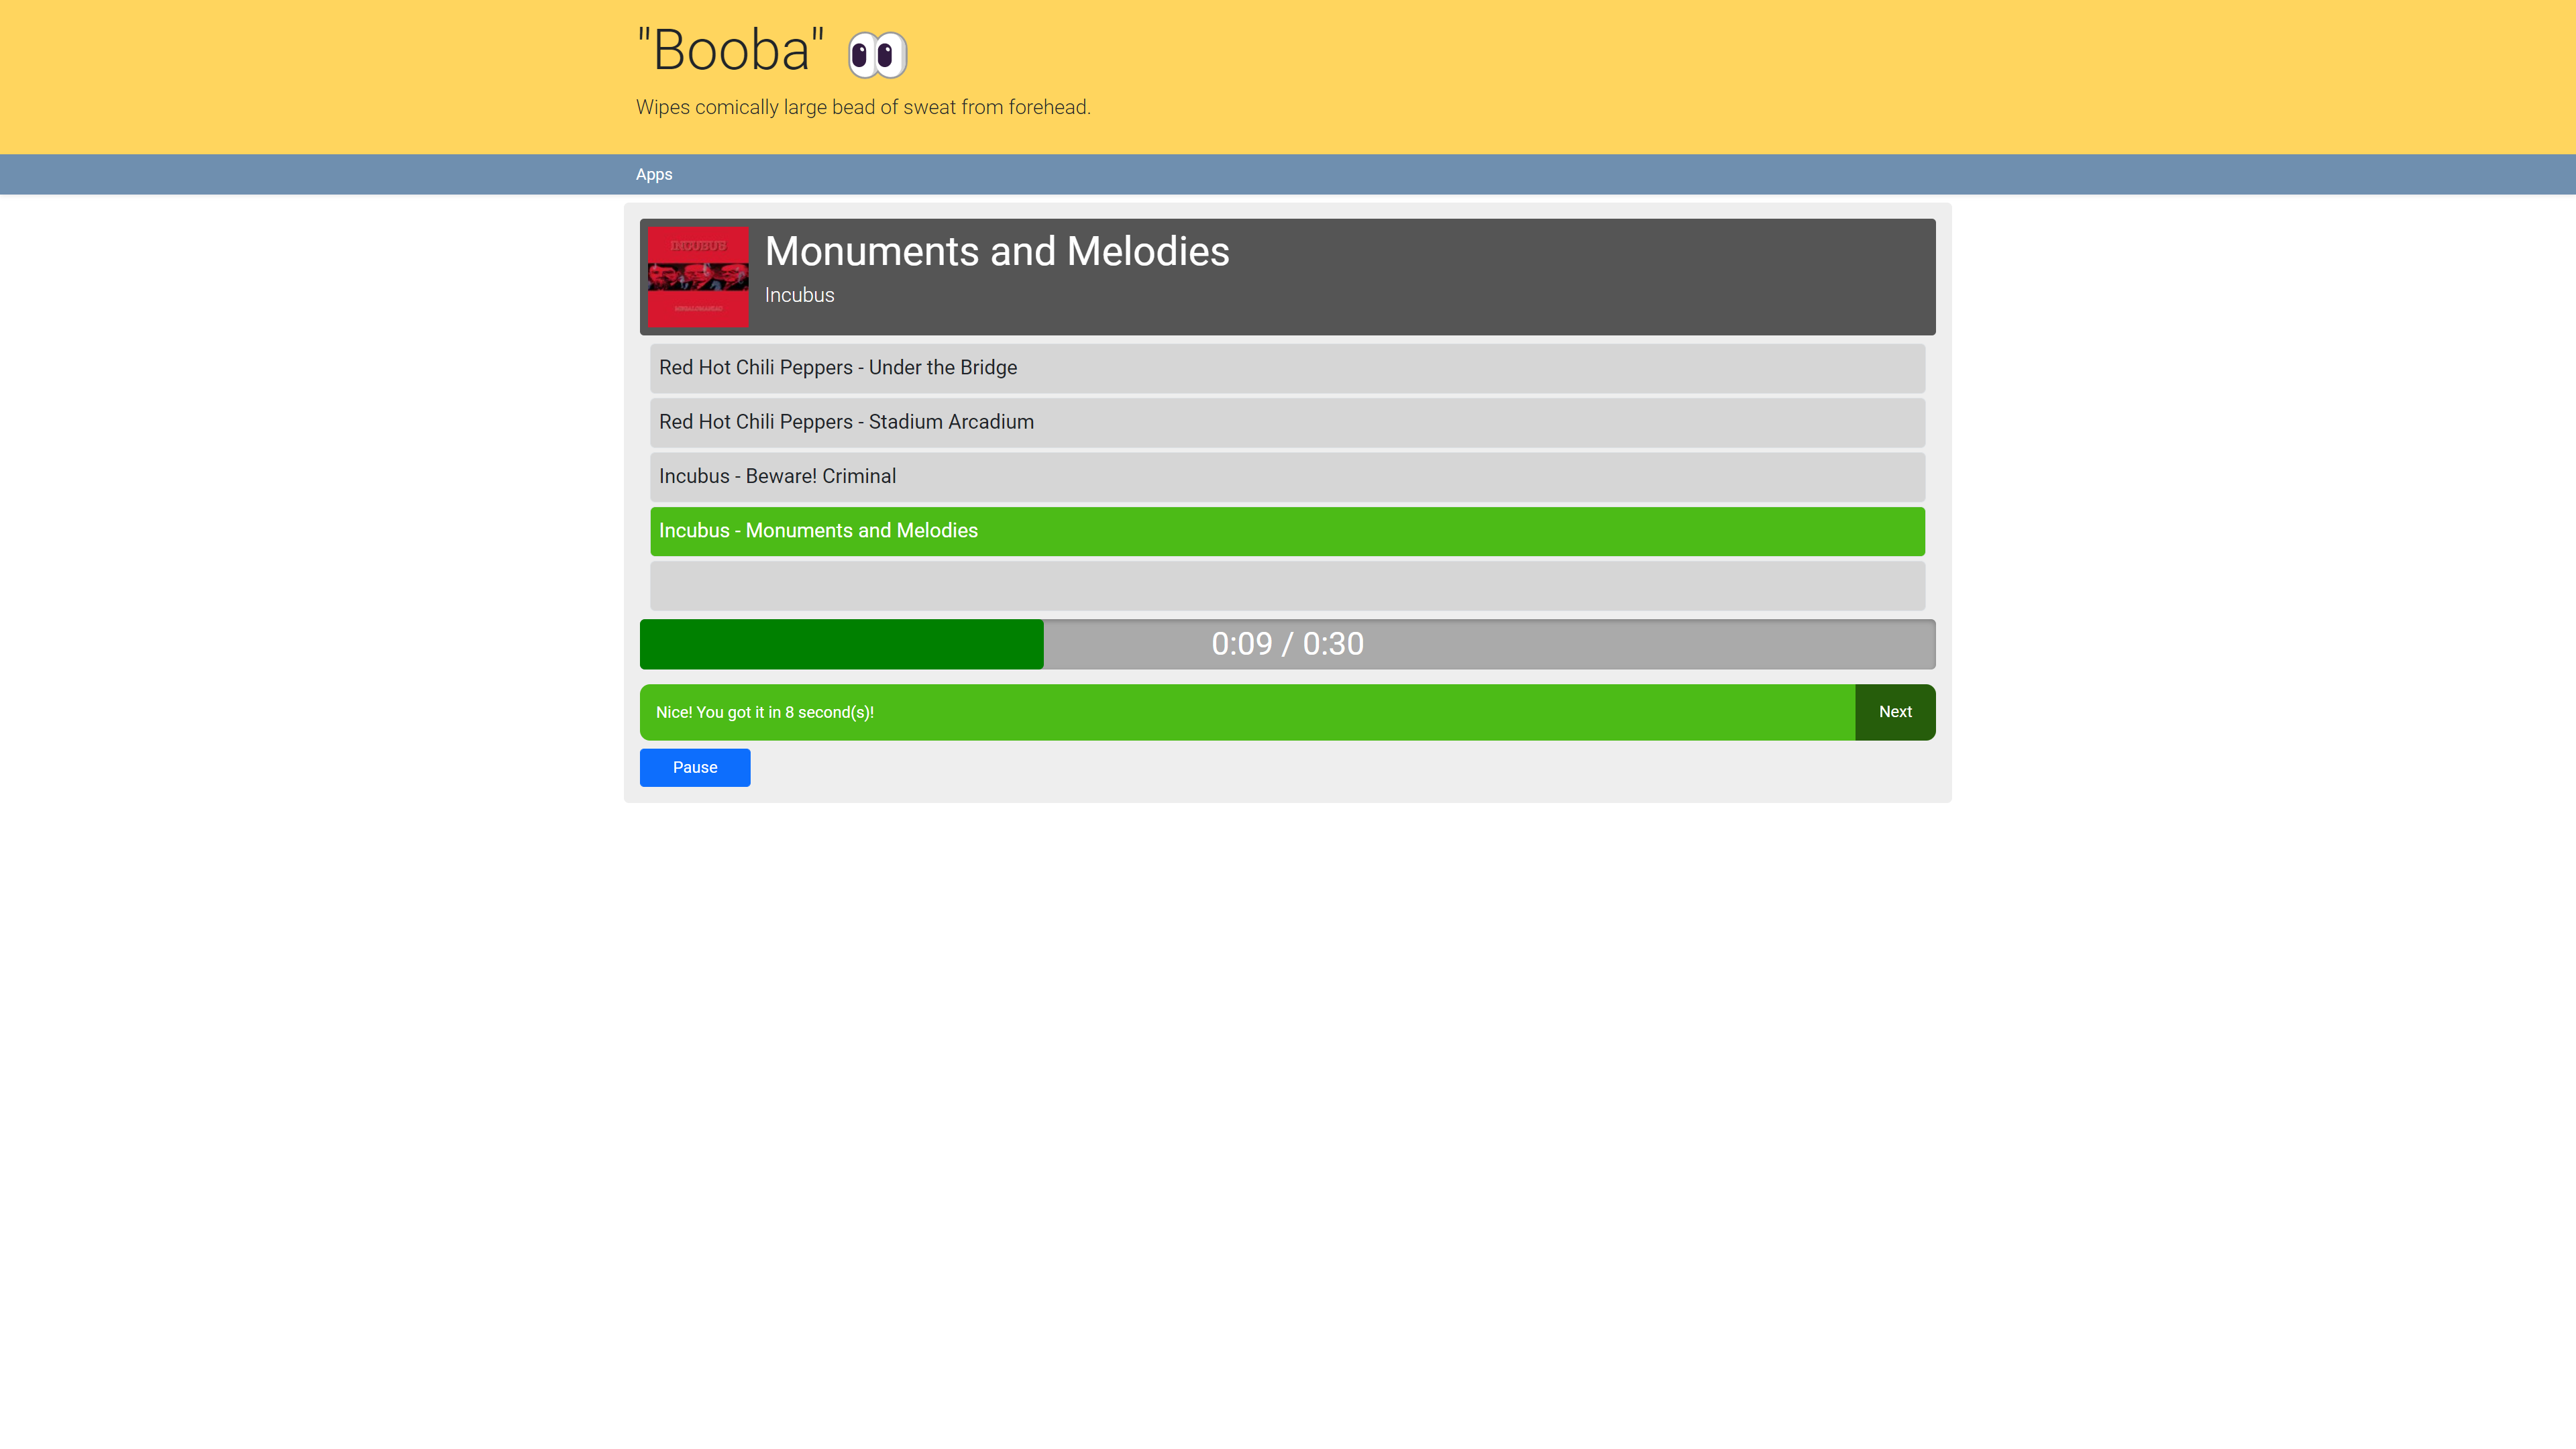 "Booba" 👀
Wipes comically large bead of sweat from forehead.
Apps
INCUBUS
Monuments and Melodies
Incubus
Red Hot Chili Peppers - Under the Bridge
Red Hot Chili Peppers - Stadium Arcadium
Incubus - Beware! Criminal
Incubus - Monuments and Melodies
0:09 / 0:30
Nice! You got it in 8 second(s)!
Next
Pause